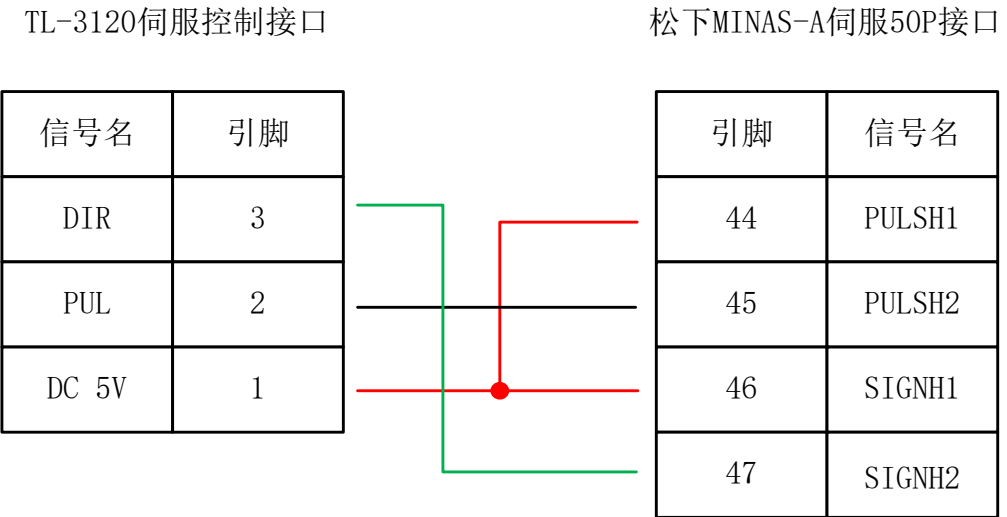 TL-3120伺服控制接口
松下MINAS-A伺服50P接口
信号名 引脚
DIR 3
PUL 2
DC 5V 1
引脚 信号名
44 PULSH1
45 PULSH2
46 SIGNH1
47 SIGNH2